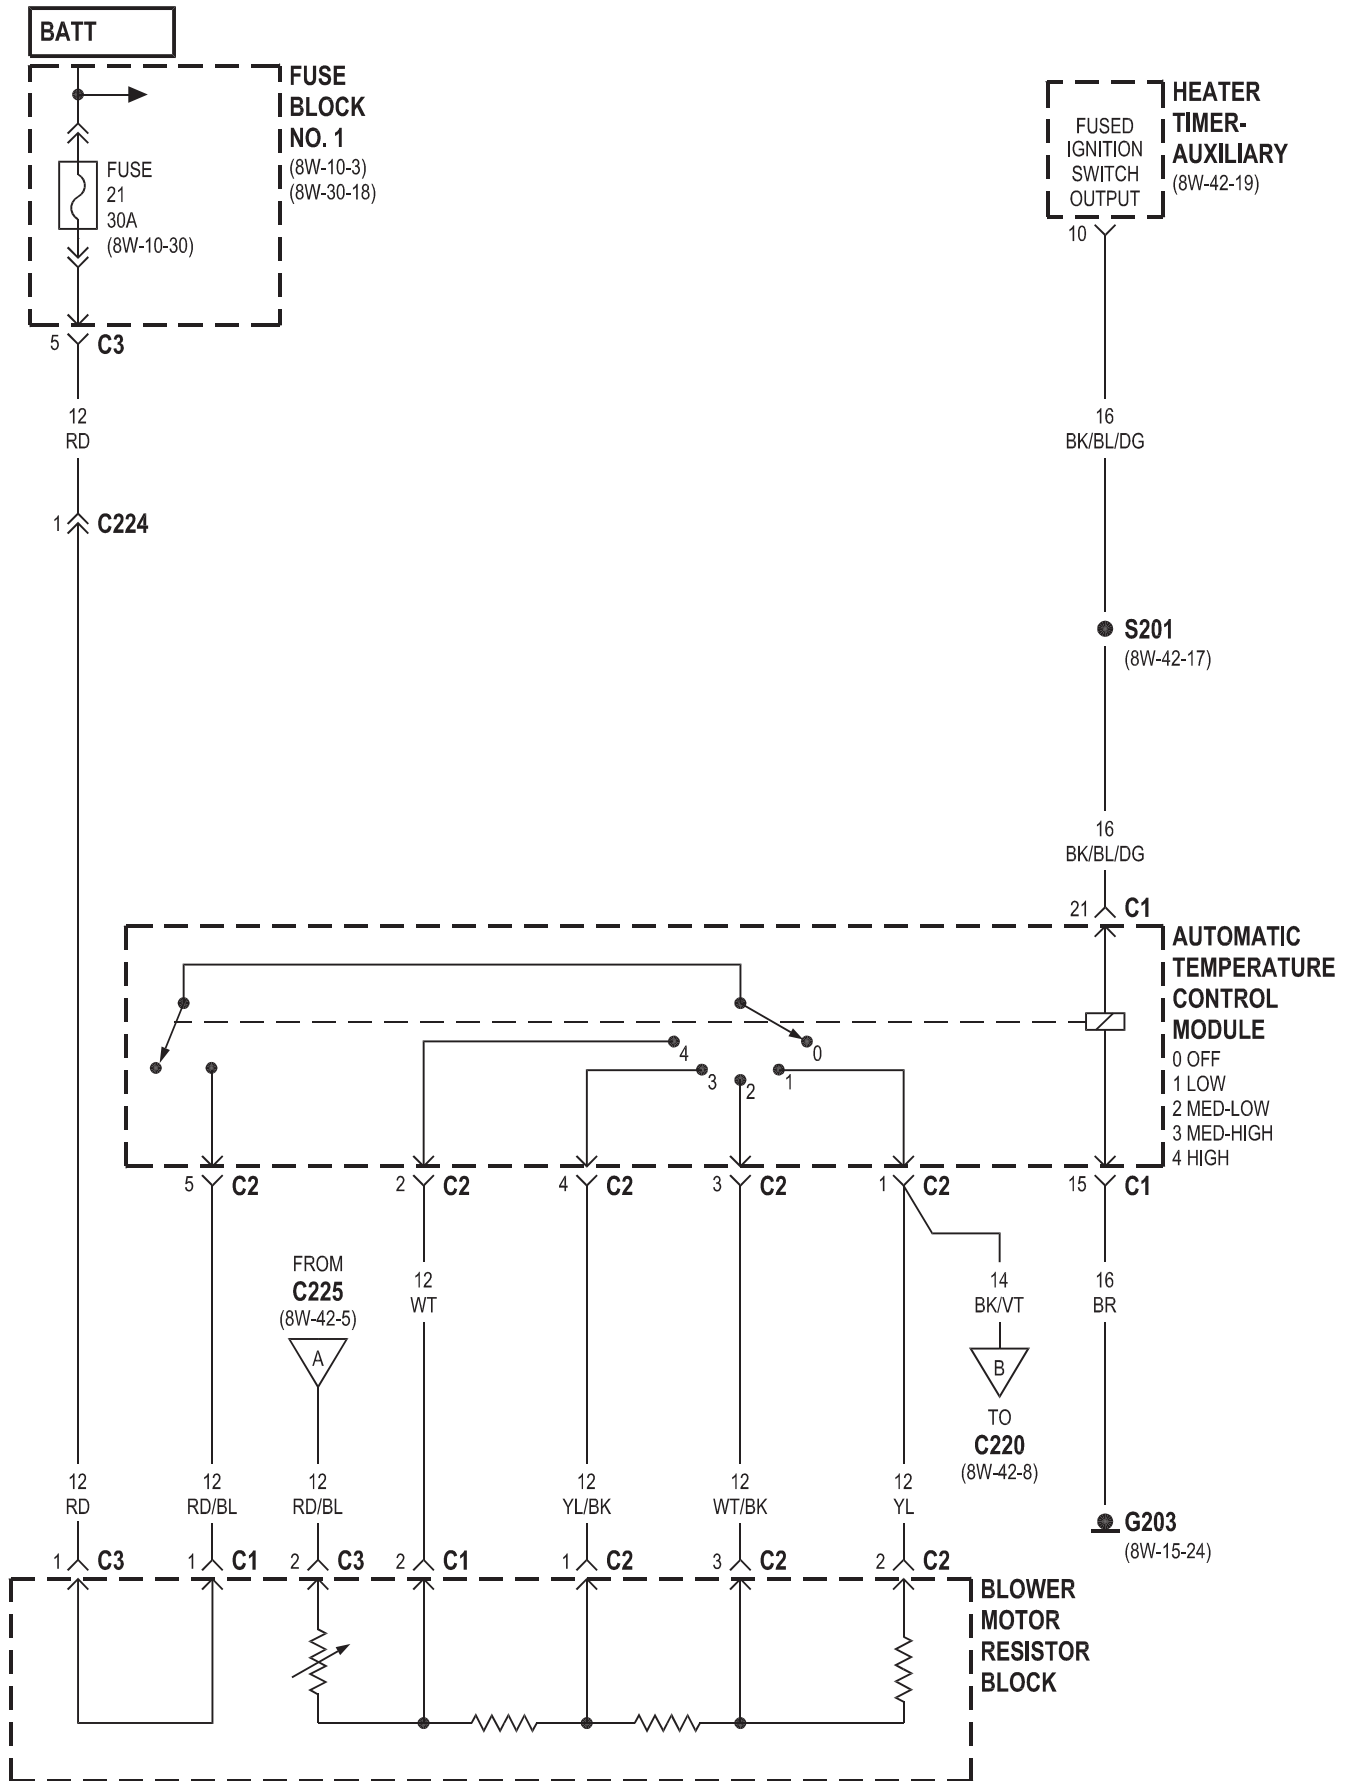 BATT
FUSE
BLOCK
NO. 1
(8W-10-3)
(8W-30-18)
FUSE
21
30A
(8W-10-30)
5 C3
12
RD
1 C224
FUSED
IGNITION
SWITCH
OUTPUT
HEATER
TIMER-
AUXILIARY
(8W-42-19)
10
16
BK/BL/DG
S201
(8W-42-17)
16
BK/BL/DG
21 C1
AUTOMATIC
TEMPERATURE
CONTROL
MODULE
0 OFF
1 LOW
2 MED-LOW
3 MED-HIGH
4 HIGH
4
3
2
1
0
5 C2
2 C2
4 C2
3 C2
1 C2
15 C1
FROM
C225
(8W-42-5)
A
12
WT
14
BK/VT
B
TO
C220
(8W-42-8)
16
BR
G203
(8W-15-24)
12
RD
12
RD/BL
12
RD/BL
12
YL/BK
12
WT/BK
12
YL
1 C3
1 C1
2 C3
2 C1
1 C2
3 C2
2 C2
BLOWER
MOTOR
RESISTOR
BLOCK